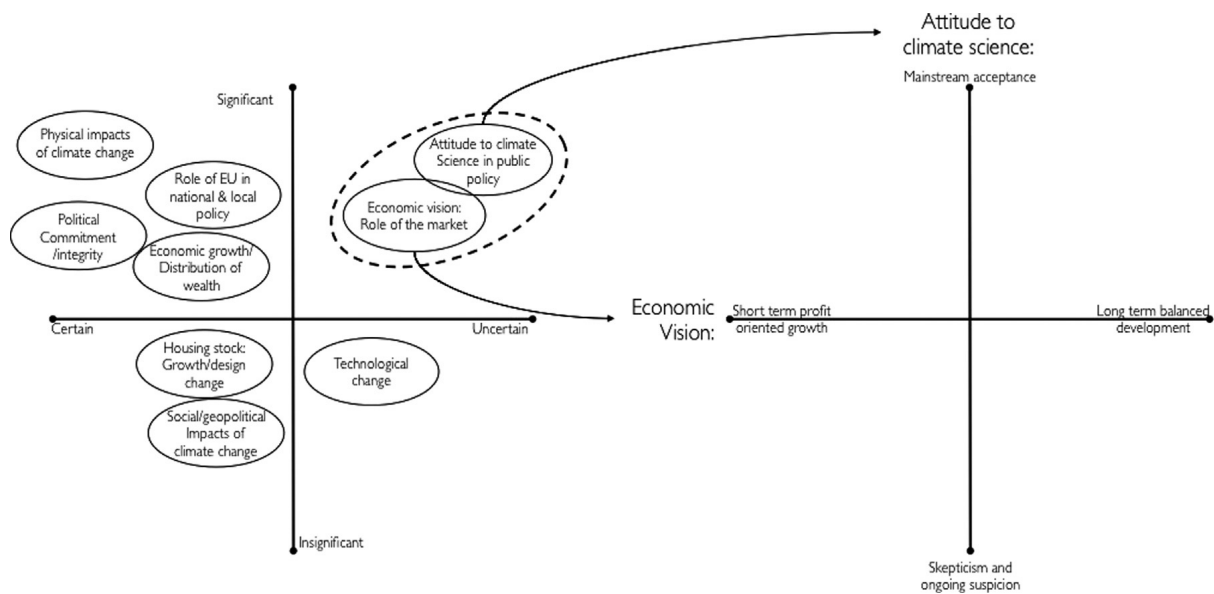 Attitude to
climate science:
Mainstream acceptance
Significant
Physical impacts
of climate change
Attitude to climate
Science in public
policy
Role of EU in
national & local
policy
Economic vision:
Role of the market
Political
Commitment
/integrity
Economic growth/
Distribution of
wealth
Certain
Uncertain
Economic
Vision:
Short term profit
oriented growth
Long term balanced
development
Housing stock:
Growth/design
change
Technological
change
Social/geopolitical
Impacts of
climate change
Insignificant
Skepticism and
ongoing suspicion